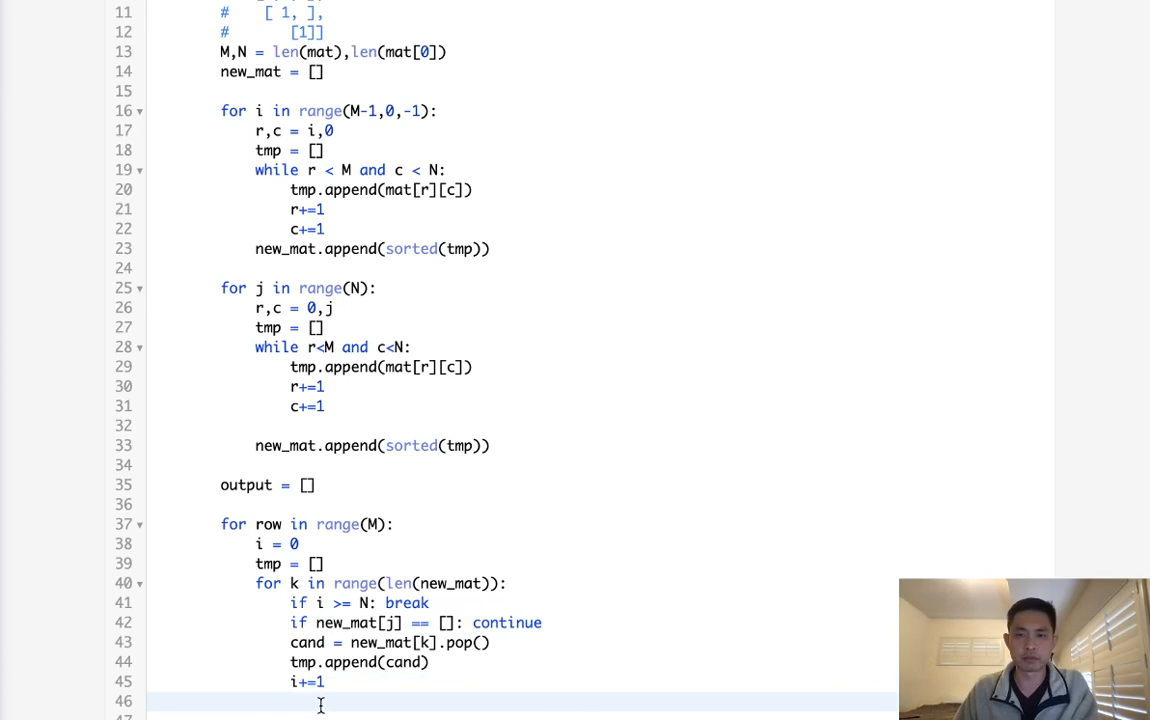 11 # [ 1, ],
12 # [1]]
13 M,N = len(mat),len(mat[0])
14 new_mat = []
15
16 for i in range(M-1,0,-1):
17 r,c = i,0
18 tmp = []
19 while r < M and c < N:
20 tmp.append(mat[r][c])
21 r+=1
22 c+=1
23 new_mat.append(sorted(tmp))
24
25 for j in range(N):
26 r,c = 0,j
27 tmp = []
28 while r<M and c<N:
29 tmp.append(mat[r][c])
30 r+=1
31 c+=1
32
33 new_mat.append(sorted(tmp))
34
35 output = []
36
37 for row in range(M):
38 i = 0
39 tmp = []
40 for k in range(len(new_mat)):
41 if i >= N: break
42 if new_mat[j] == []: continue
43 cand = new_mat[k].pop()
44 tmp.append(cand)
45 i+=1
46